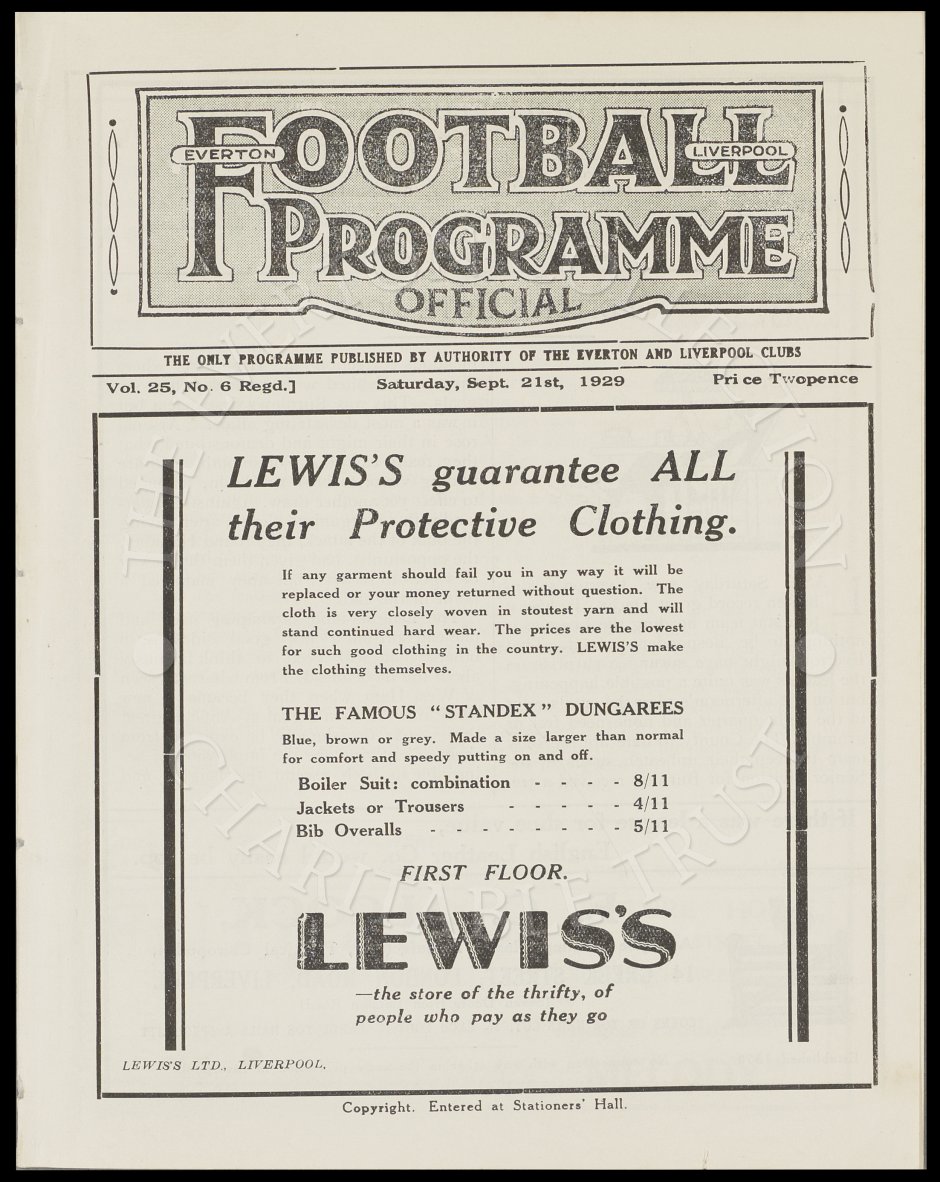 FOOTBALL
EVERTON
LIVERPOOL
PROGRAMME
OFFICIAL
THE ONLY PROGRAMME PUBLISHED BY AUTHORITY OF THE EVERTON AND LIVERPOOL CLUBS
Vol. 25, No. 6 Regd.] Saturday, Sept. 21st, 1929 Price Twopence
LEWIS'S guarantee ALL
their Protective Clothing.
If any garment should fail you in any way it will be
replaced or your money returned without question. The
cloth is very closely woven in stoutest yarn and will
stand continued hard wear. The prices are the lowest
for such good clothing in the country. LEWIS'S make
the clothing themselves.
THE FAMOUS "STANDEX" DUNGAREES
Blue, brown or grey. Made a size larger than normal
for comfort and speedy putting on and off.
Boiler Suit: combination - - - - 8/11
Jackets or Trousers - - - - - 4/11
Bib Overalls - - - - - - - - 5/11
FIRST FLOOR.
LEWIS'S
—the store of the thrifty, of
people who pay as they go
LEWIS'S LTD., LIVERPOOL.
Copyright. Entered at Stationers' Hall.
THE EVERTON COLLECTION
CHARITABLE TRUST